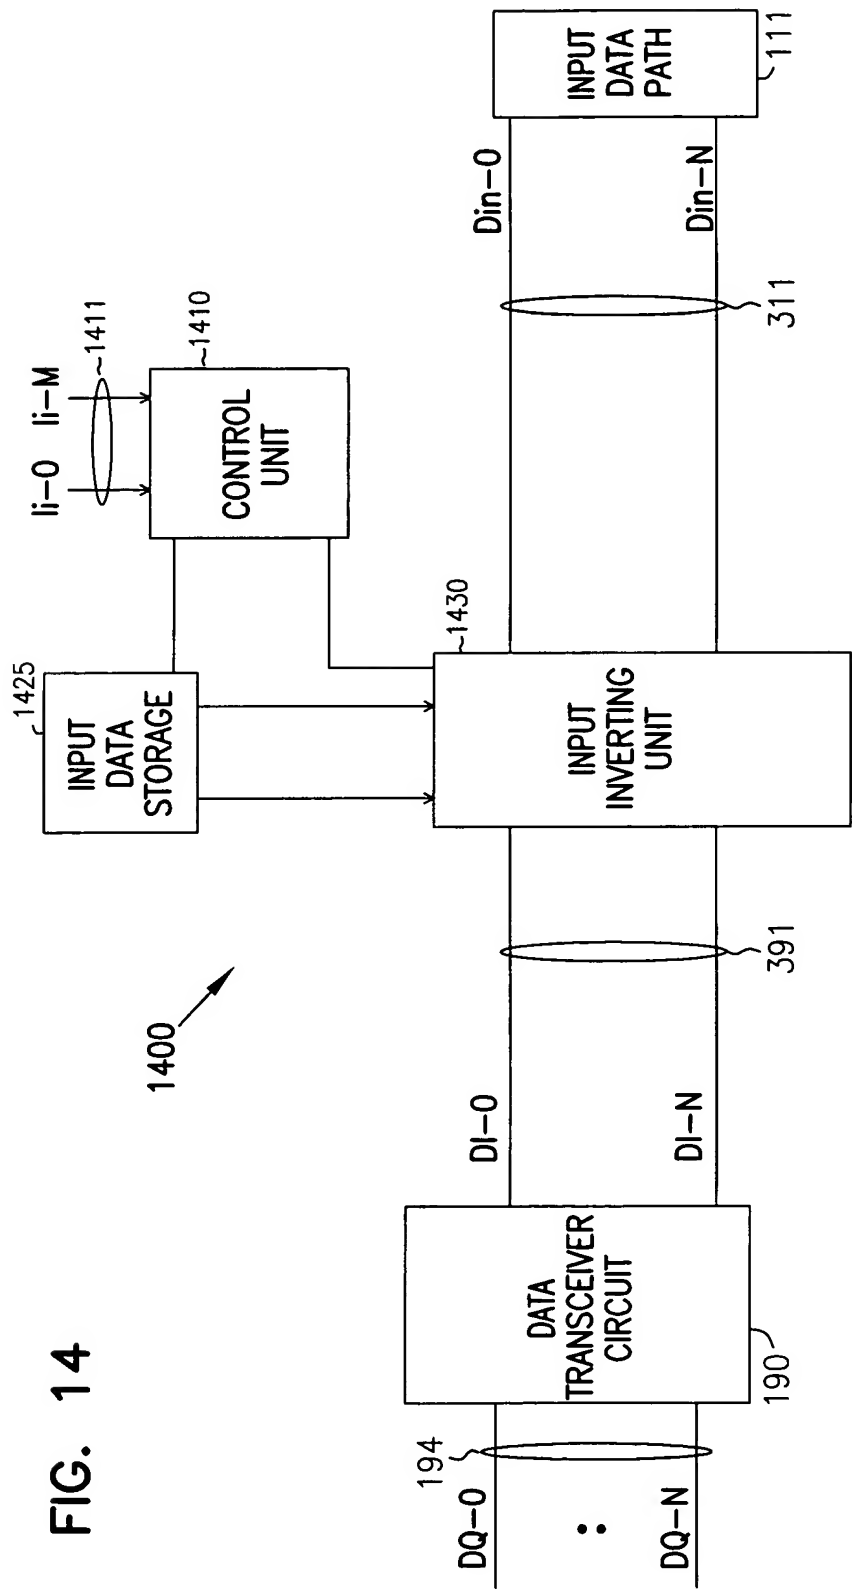 FIG. 14
1400
1425
INPUT
DATA
STORAGE
Ii-0 Ii-M
1411
1410
CONTROL
UNIT
1430
INPUT
INVERTING
UNIT
DQ-0
:
DQ-N
194
DATA
TRANSCEIVER
CIRCUIT
190
DI-0
DI-N
391
Din-0
Din-N
311
INPUT
DATA
PATH
111